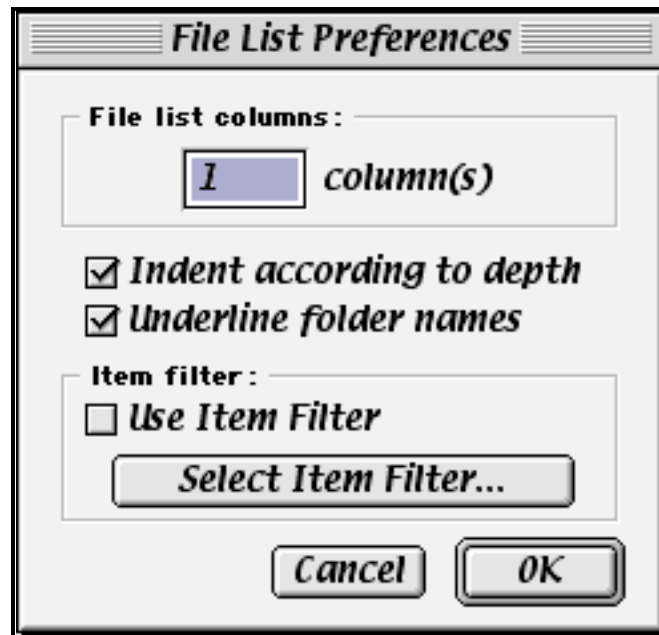 File List Preferences
File list columns:
1 column(s)
Indent according to depth
Underline folder names
Item filter:
Use Item Filter
Select Item Filter...
Cancel OK